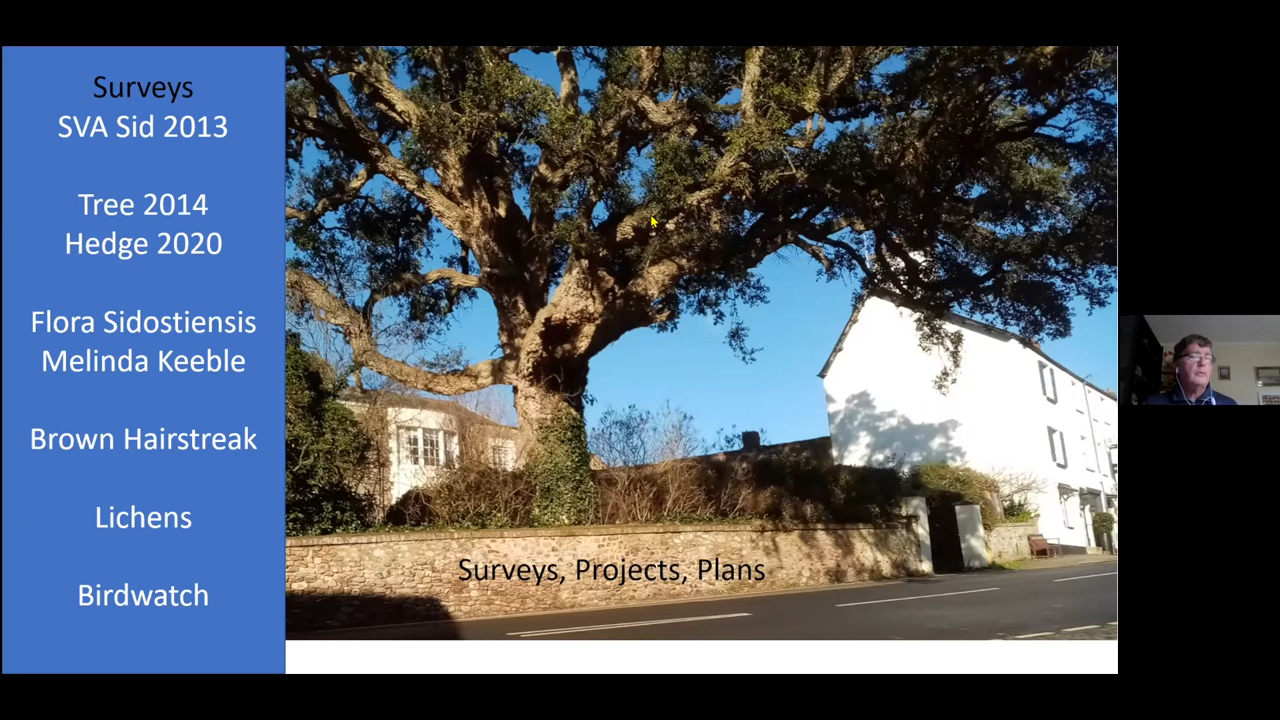 Surveys
SVA Sid 2013
Tree 2014
Hedge 2020
Flora Sidostiensis
Melinda Keeble
Brown Hairstreak
Lichens
Birdwatch
Surveys, Projects, Plans